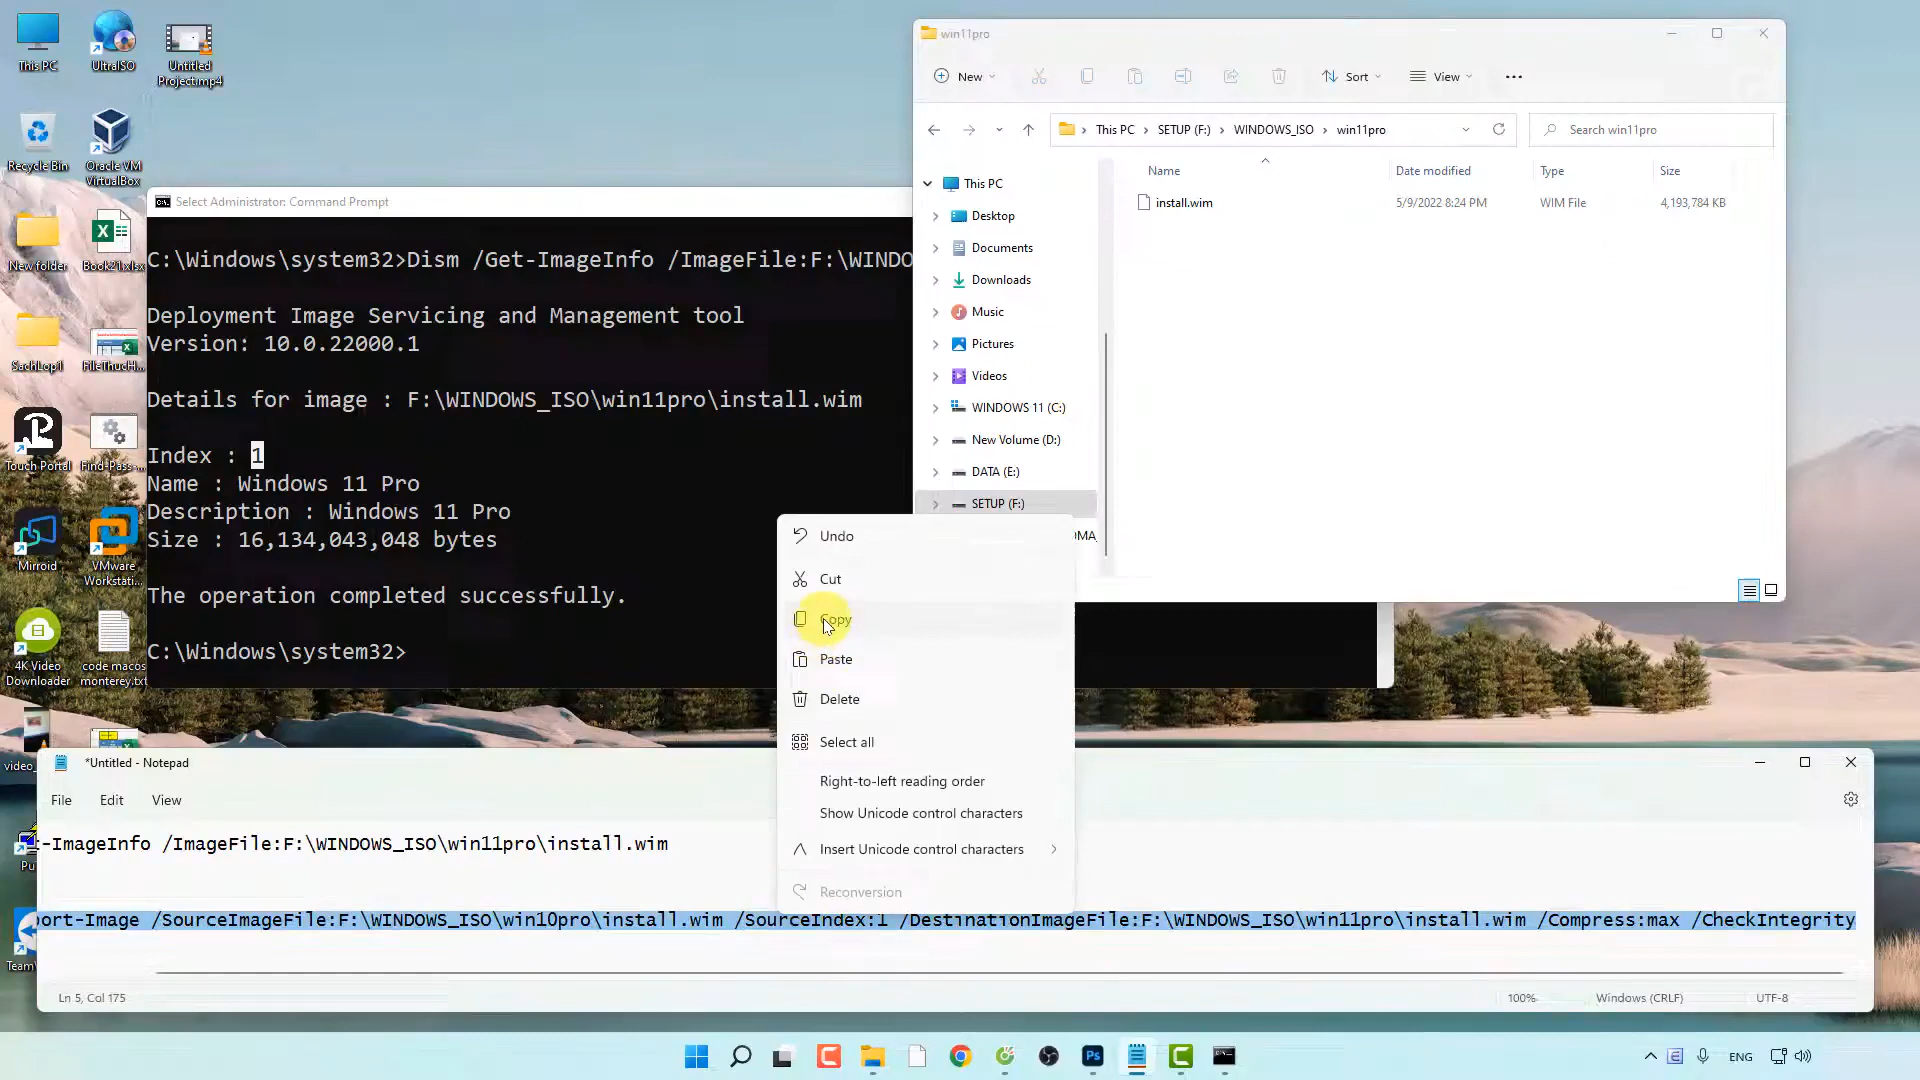 This PC
UltraISO
Untitled
Project.mp4
Recycle Bin
Oracle VM
VirtualBox
New folder
Book21.xlsx
SachLop1
FileThucH...
Touch Portal
Find-Pass-...
Mirroid
VMware
Workstati...
4K Video
Downloader
code macos
monterey.txt
Select Administrator: Command Prompt
C:\Windows\system32>Dism /Get-ImageInfo /ImageFile:F:\WINDO
Deployment Image Servicing and Management tool
Version: 10.0.22000.1
Details for image : F:\WINDOWS_ISO\win11pro\install.wim
Index : 1
Name : Windows 11 Pro
Description : Windows 11 Pro
Size : 16,134,043,048 bytes
The operation completed successfully.
C:\Windows\system32>
win11pro
New
Sort
View
This PC > SETUP (F:) > WINDOWS_ISO > win11pro
Search win11pro
Name
Date modified
Type
Size
install.wim
5/9/2022 8:24 PM
WIM File
4,193,784 KB
This PC
Desktop
Documents
Downloads
Music
Pictures
Videos
WINDOWS 11 (C:)
New Volume (D:)
DATA (E:)
SETUP (F:)
Undo
Cut
Copy
Paste
Delete
Select all
Right-to-left reading order
Show Unicode control characters
Insert Unicode control characters
Reconversion
*Untitled - Notepad
File
Edit
View
-ImageInfo /ImageFile:F:\WINDOWS_ISO\win11pro\install.wim
ort-Image /SourceImageFile:F:\WINDOWS_ISO\win10pro\install.wim /SourceIndex:1 /DestinationImageFile:F:\WINDOWS_ISO\win11pro\install.wim /Compress:max /CheckIntegrity
Ln 5, Col 175
100%
Windows (CRLF)
UTF-8
Ps
ENG